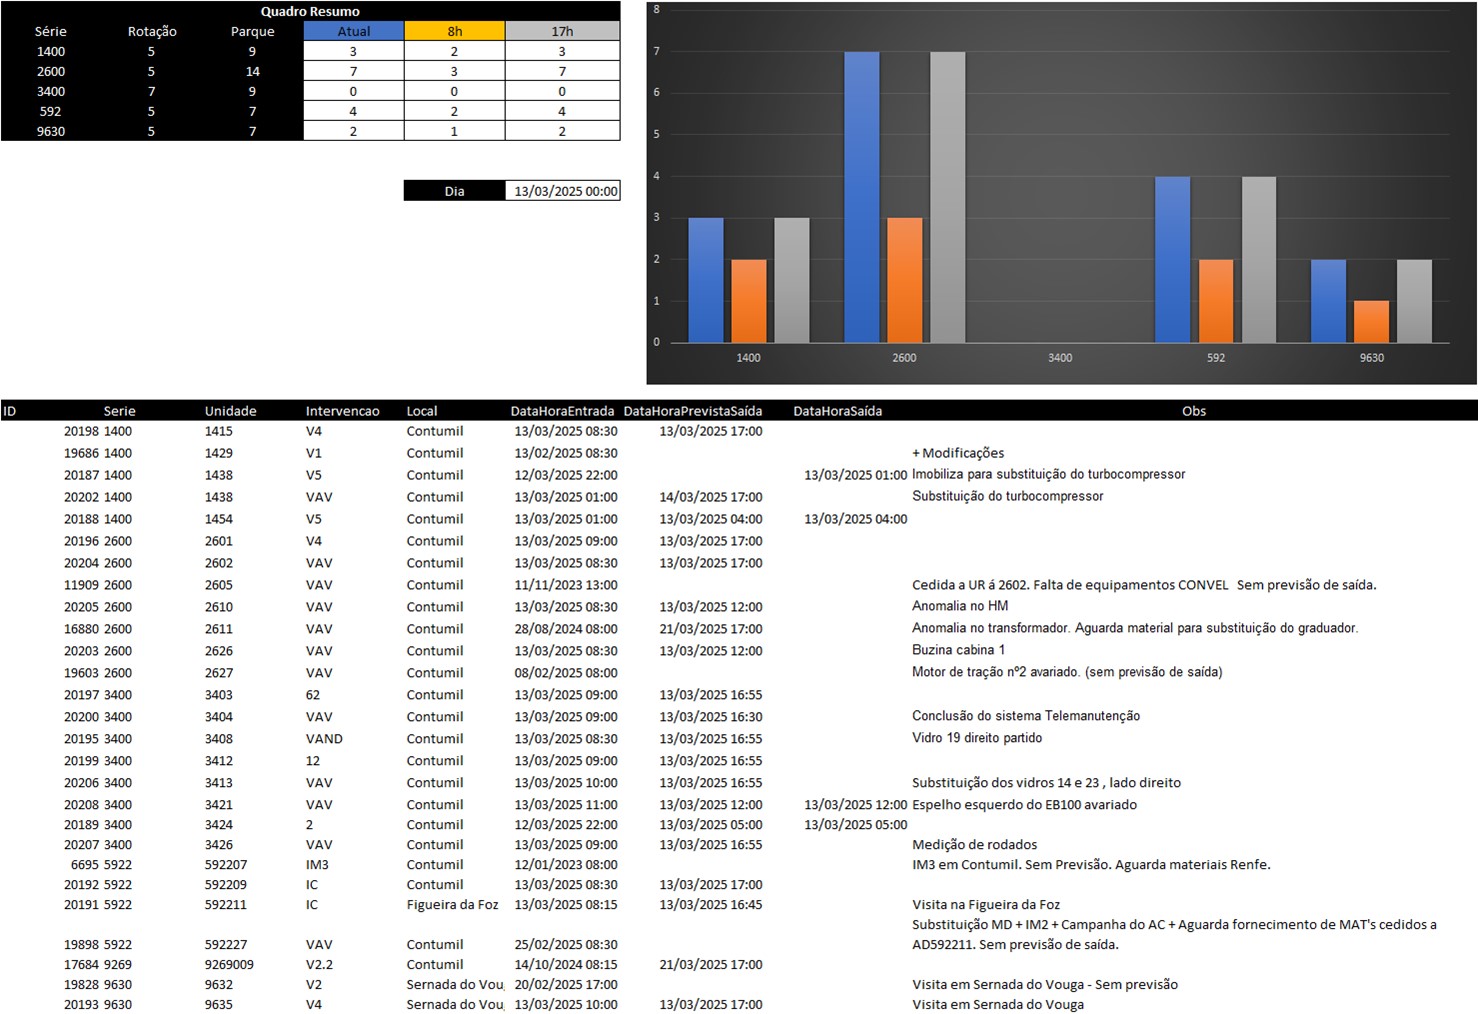 Quadro Resumo
Série Rotação Parque Atual 8h 17h
1400 5 9 3 2 3
2600 5 14 7 3 7
3400 7 9 0 0 0
592 5 7 4 2 4
9630 5 7 2 1 2
Dia 13/03/2025 00:00
8
7
6
5
4
3
2
1
0
1400 2600 3400 592 9630
ID Serie Unidade Intervencao Local DataHoraEntrada DataHoraPrevistaSaída DataHoraSaída Obs
20198 1400 1415 V4 Contumil 13/03/2025 08:30 13/03/2025 17:00
19686 1400 1429 V1 Contumil 13/02/2025 08:30 + Modificações
20187 1400 1438 V5 Contumil 12/03/2025 22:00 13/03/2025 01:00 Imobiliza para substituição do turbocompressor
20202 1400 1438 VAV Contumil 13/03/2025 01:00 14/03/2025 17:00 Substituição do turbocompressor
20188 1400 1454 V5 Contumil 13/03/2025 01:00 13/03/2025 04:00 13/03/2025 04:00
20196 2600 2601 V4 Contumil 13/03/2025 09:00 13/03/2025 17:00
20204 2600 2602 VAV Contumil 13/03/2025 08:30 13/03/2025 17:00
11909 2600 2605 VAV Contumil 11/11/2023 13:00 Cedida a UR á 2602. Falta de equipamentos CONVEL Sem previsão de saída.
20205 2600 2610 VAV Contumil 13/03/2025 08:30 13/03/2025 12:00 Anomalia no HM
16880 2600 2611 VAV Contumil 28/08/2024 08:00 21/03/2025 17:00 Anomalia no transformador. Aguarda material para substituição do graduador.
20203 2600 2626 VAV Contumil 13/03/2025 08:30 13/03/2025 12:00 Buzina cabina 1
19603 2600 2627 VAV Contumil 08/02/2025 08:00 Motor de tração nº2 avariado. (sem previsão de saída)
20197 3400 3403 62 Contumil 13/03/2025 09:00 13/03/2025 16:55
20200 3400 3404 VAV Contumil 13/03/2025 09:00 13/03/2025 16:30 Conclusão do sistema Telemanutenção
20195 3400 3408 VAND Contumil 13/03/2025 08:30 13/03/2025 16:55 Vidro 19 direito partido
20199 3400 3412 12 Contumil 13/03/2025 09:00 13/03/2025 16:55
20206 3400 3413 VAV Contumil 13/03/2025 10:00 13/03/2025 16:55 Substituição dos vidros 14 e 23 , lado direito
20208 3400 3421 VAV Contumil 13/03/2025 11:00 13/03/2025 12:00 13/03/2025 12:00 Espelho esquerdo do EB100 avariado
20189 3400 3424 2 Contumil 12/03/2025 22:00 13/03/2025 05:00 13/03/2025 05:00
20207 3400 3426 VAV Contumil 13/03/2025 09:00 13/03/2025 16:55 Medição de rodados
6695 5922 592207 IM3 Contumil 12/01/2023 08:00 IM3 em Contumil. Sem Previsão. Aguarda materiais Renfe.
20192 5922 592209 IC Contumil 13/03/2025 08:30 13/03/2025 17:00
20191 5922 592211 IC Figueira da Foz 13/03/2025 08:15 13/03/2025 16:45 Visita na Figueira da Foz
Substituição MD + IM2 + Campanha do AC + Aguarda fornecimento de MAT's cedidos a
19898 5922 592227 VAV Contumil 25/02/2025 08:30 AD592211. Sem previsão de saída.
17684 9269 9269009 V2.2 Contumil 14/10/2024 08:15 21/03/2025 17:00
19828 9630 9632 V2 Sernada do Vou 20/02/2025 17:00 Visita em Sernada do Vouga - Sem previsão
20193 9630 9635 V4 Sernada do Vou 13/03/2025 10:00 13/03/2025 17:00 Visita em Sernada do Vouga